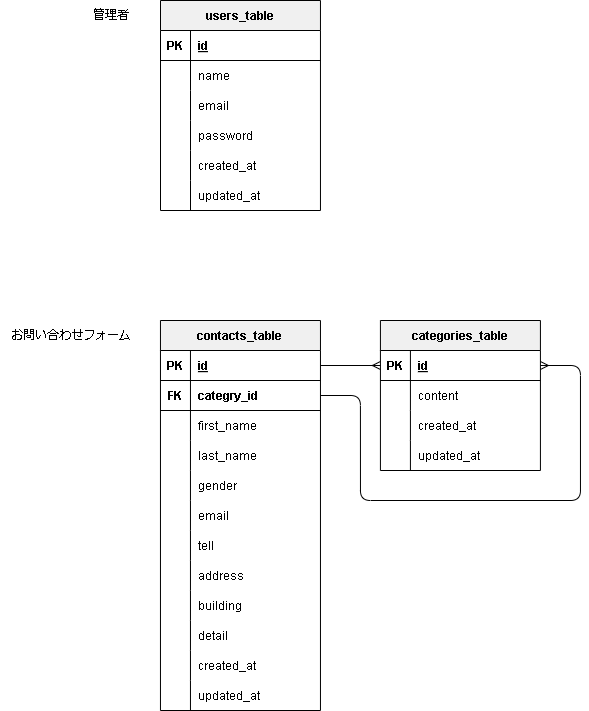 管理者
users_table
PK id
name
email
password
created_at
updated_at
お問い合わせフォーム
contacts_table
PK id
FK categry_id
first_name
last_name
gender
email
tell
address
building
detail
created_at
updated_at
categories_table
PK id
content
created_at
updated_at